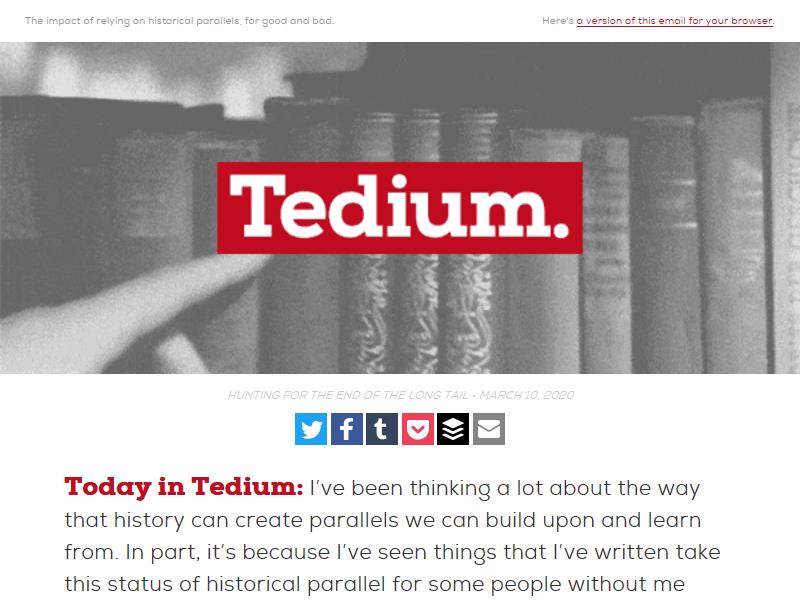 The impact of relying on historical parallels, for good and bad.
Here's a version of this email for your browser.
Tedium.
HUNTING FOR THE END OF THE LONG TAIL • MARCH 10, 2020
Today in Tedium: I've been thinking a lot about the way
that history can create parallels we can build upon and learn
from. In part, it's because I've seen things that I've written take
this status of historical parallel for some people without me